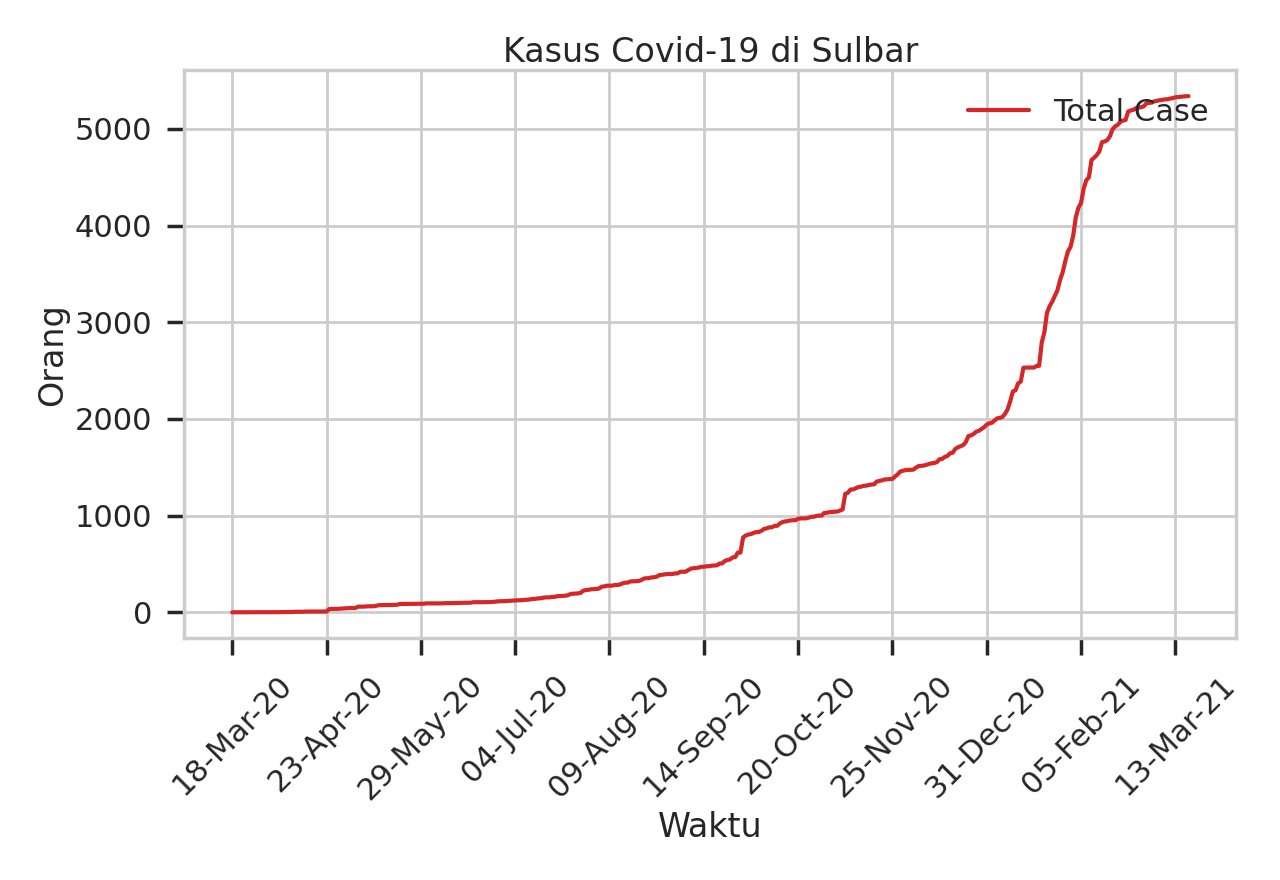 Kasus Covid-19 di Sulbar
Total Case
Orang
5000
4000
3000
2000
1000
0
18-Mar-20
23-Apr-20
29-May-20
04-Jul-20
09-Aug-20
14-Sep-20
20-Oct-20
25-Nov-20
31-Dec-20
05-Feb-21
13-Mar-21
Waktu